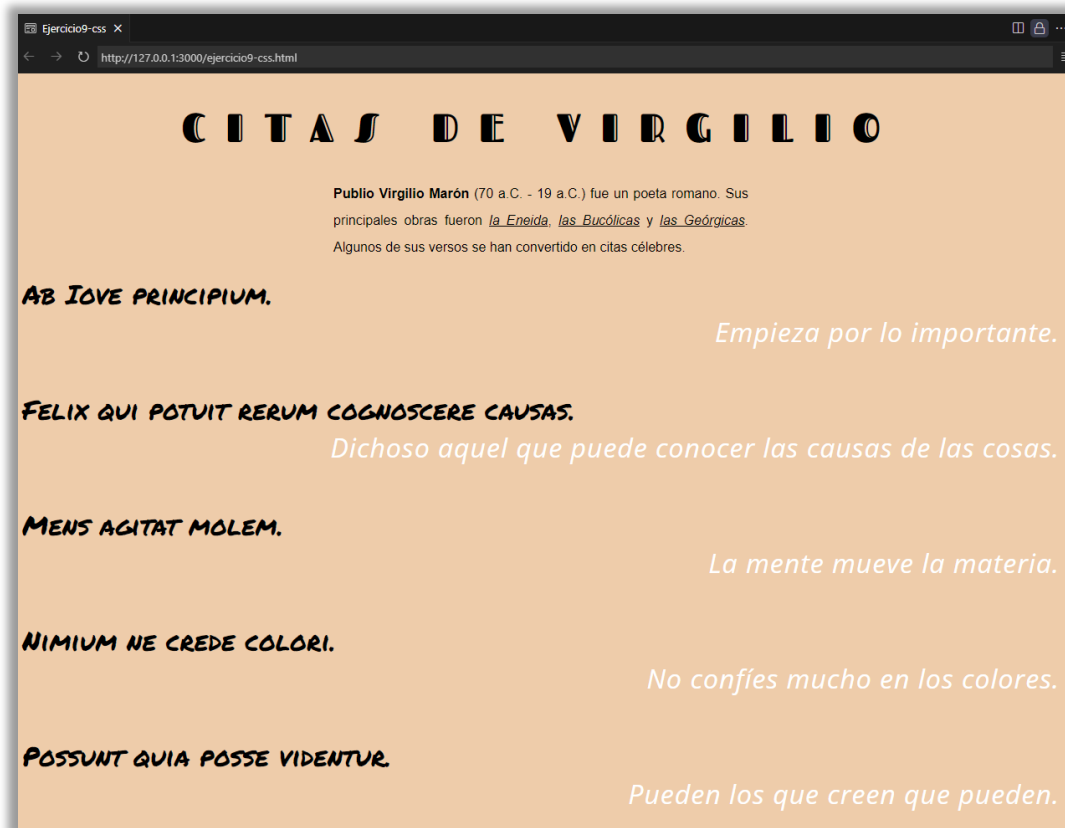 Ejercicio9-css
http://127.0.0.1:3000/ejercicio9-css.html
CITAS DE VIRGILIO
Publio Virgilio Marón (70 a.C. - 19 a.C.) fue un poeta romano. Sus
principales obras fueron la Eneida, las Bucólicas y las Geórgicas.
Algunos de sus versos se han convertido en citas célebres.
Ab Iove principium.
Empieza por lo importante.
Felix qui potuit rerum cognoscere causas.
Dichoso aquel que puede conocer las causas de las cosas.
Mens agitat molem.
La mente mueve la materia.
Nimium ne crede colori.
No confíes mucho en los colores.
Possunt quia posse videntur.
Pueden los que creen que pueden.